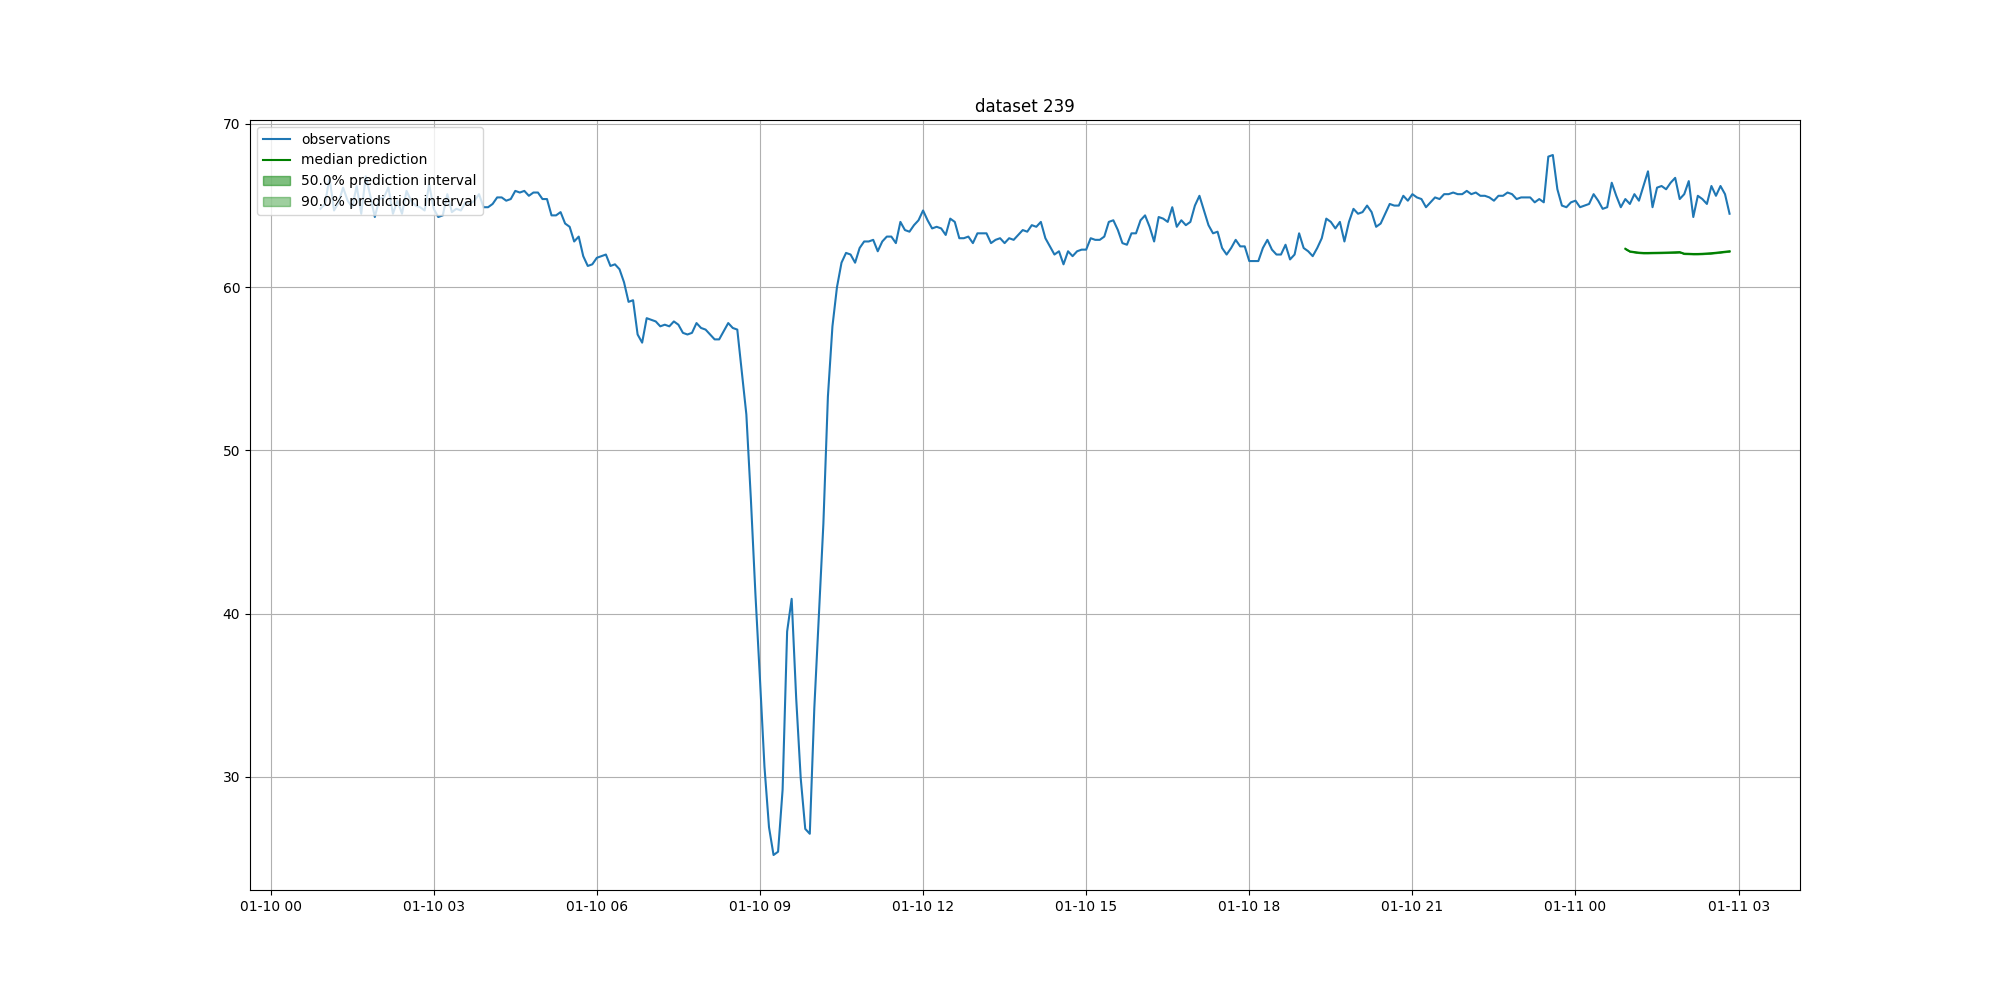 dataset 239
70
observations
median prediction
50.0% prediction interval
90.0% prediction interval
60
50
40
30
01-10 00 01-10 03 01-10 06 01-10 09 01-10 12 01-10 15 01-10 18 01-10 21 01-11 00 01-11 03